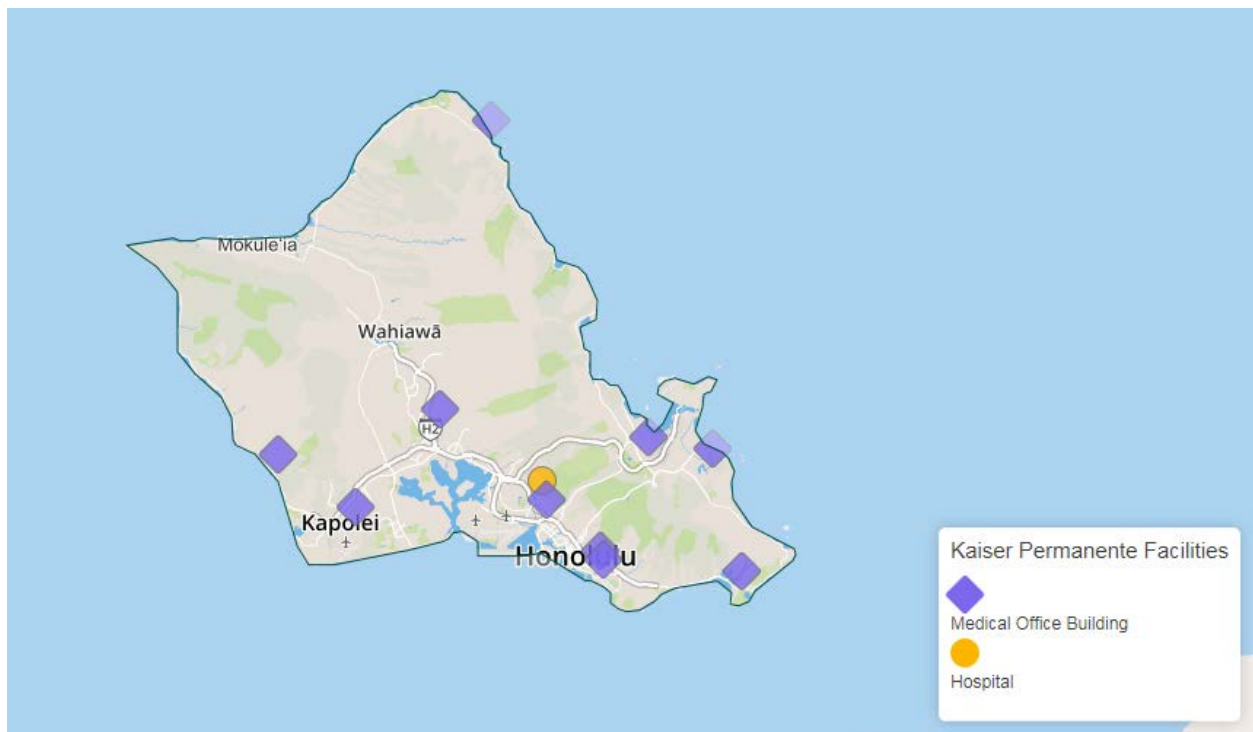 Mokule'ia
Wahiawā
H2
Kapolei
Honolulu
Kaiser Permanente Facilities
Medical Office Building
Hospital